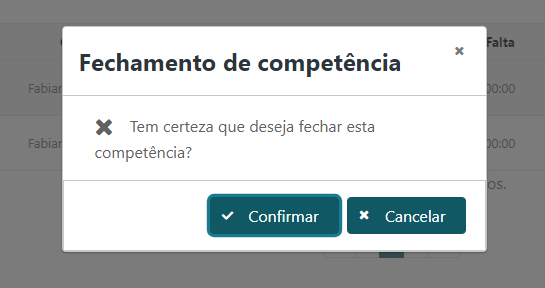 Falta
Fechamento de competência
Fabian
00:00
Tem certeza que deseja fechar esta
competência?
Fabian
00:00
os.
Confirmar
Cancelar